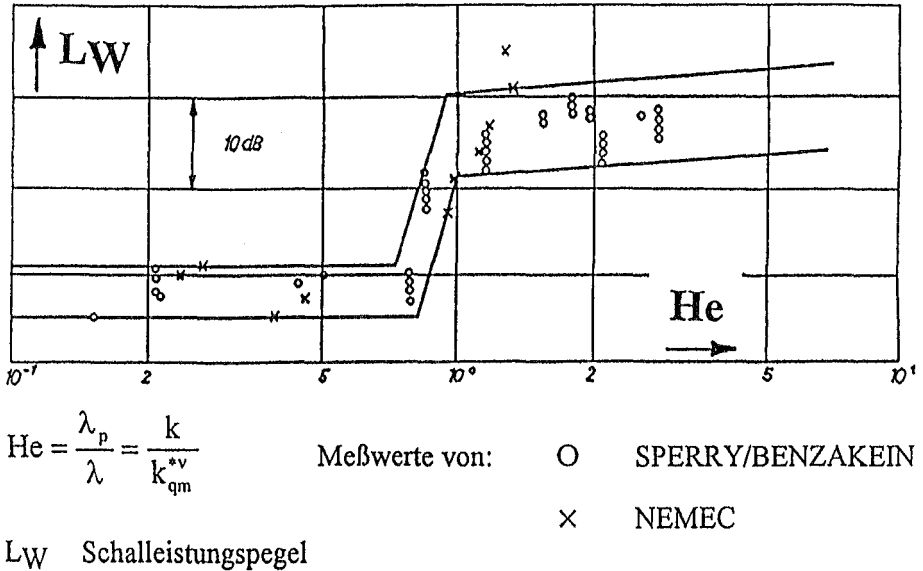 LW
10 dB
He
10⁻¹ 2 5 10⁰ 2 5 10¹
He = λp/λ = k/k*ᵛqm
Meßwerte von: O SPERRY/BENZAKEIN
× NEMEC
LW Schalleistungspegel